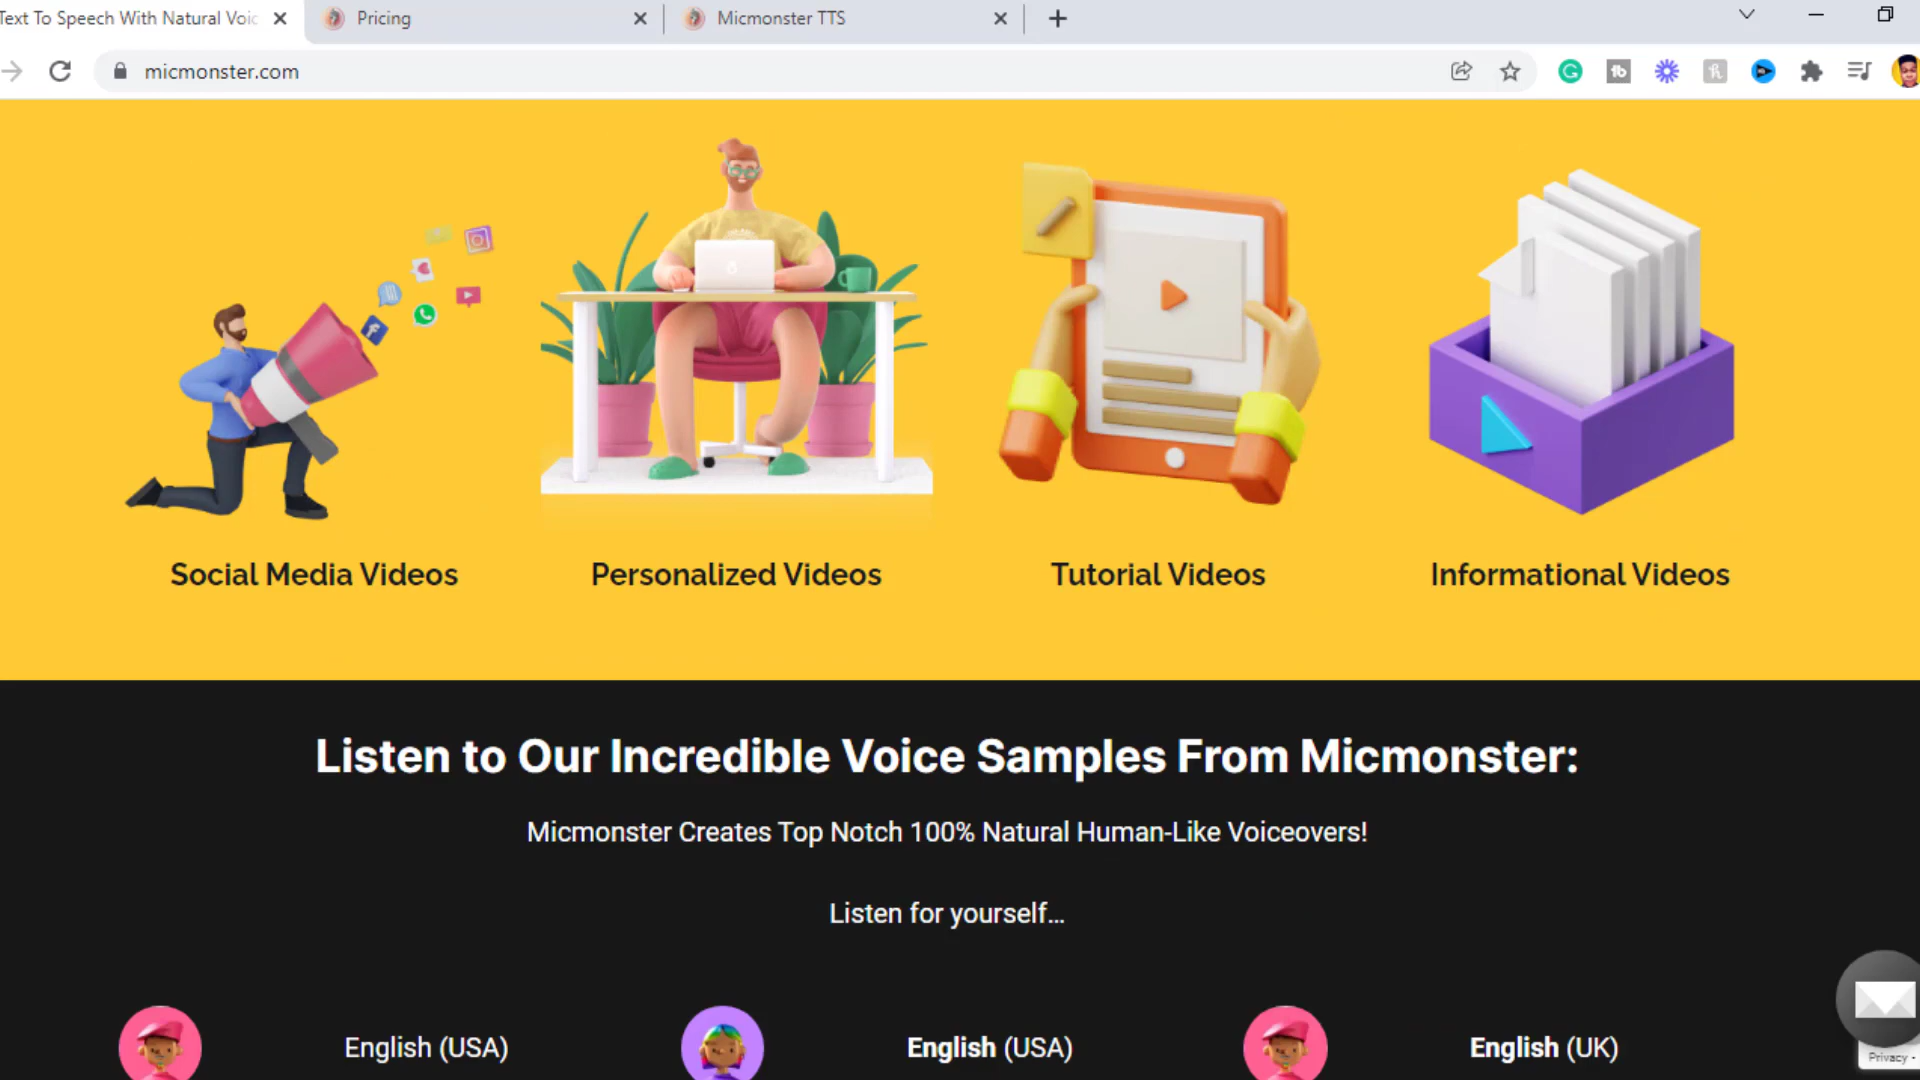 Text To Speech With Natural Voic
Pricing
Micmonster TTS
micmonster.com
Social Media Videos
Personalized Videos
Tutorial Videos
Informational Videos
Listen to Our Incredible Voice Samples From Micmonster:
Micmonster Creates Top Notch 100% Natural Human-Like Voiceovers!
Listen for yourself...
English (USA)
English (USA)
English (UK)
Privacy -